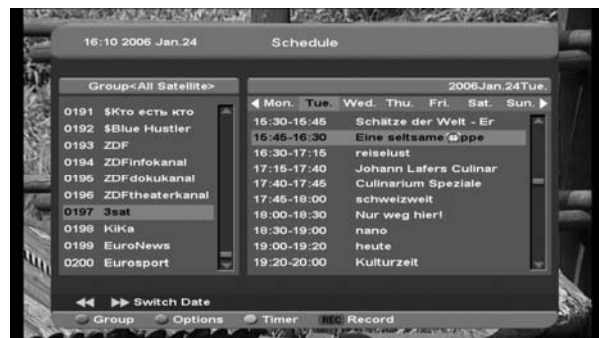 16:10 2006 Jan.24
Schedule
Group<All Satellite>
0191 $Кто есть кто
0192 $Blue Hustler
0193 ZDF
0194 ZDFinfokanal
0195 ZDFdokukanal
0196 ZDFtheaterkanal
0197 3sat
0198 KiKa
0199 EuroNews
0200 Eurosport
2006Jan.24Tue.
Mon. Tue. Wed. Thu. Fri. Sat. Sun.
15:30-15:45 Schätze der Welt - Er
15:45-16:30 Eine seltsame
16:30-17:15 reiselust
17:15-17:40 Johann Lafers Culinar
17:40-17:45 Culinarium Speziale
17:45-18:00 schweizweit
18:00-18:30 Nur weg hier!
18:30-19:00 nano
19:00-19:20 heute
19:20-20:00 Kulturzeit
Switch Date
Group Options Timer REC Record